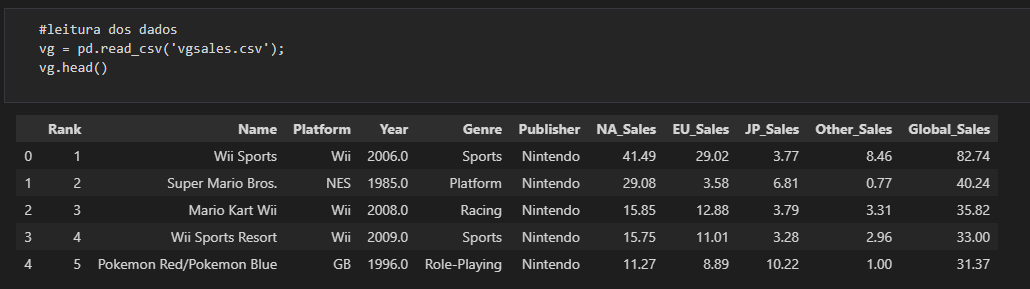 #leitura dos dados
vg = pd.read_csv('vgsales.csv');
vg.head()
Rank Name Platform Year Genre Publisher NA_Sales EU_Sales JP_Sales Other_Sales Global_Sales
0 1 Wii Sports Wii 2006.0 Sports Nintendo 41.49 29.02 3.77 8.46 82.74
1 2 Super Mario Bros. NES 1985.0 Platform Nintendo 29.08 3.58 6.81 0.77 40.24
2 3 Mario Kart Wii Wii 2008.0 Racing Nintendo 15.85 12.88 3.79 3.31 35.82
3 4 Wii Sports Resort Wii 2009.0 Sports Nintendo 15.75 11.01 3.28 2.96 33.00
4 5 Pokemon Red/Pokemon Blue GB 1996.0 Role-Playing Nintendo 11.27 8.89 10.22 1.00 31.37